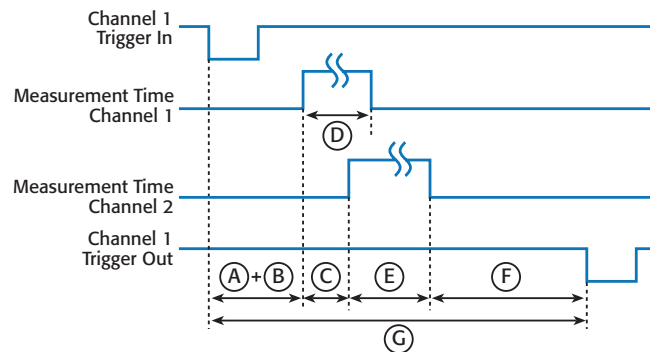 Channel 1
Trigger In
Measurement Time
Channel 1
D
Measurement Time
Channel 2
Channel 1
Trigger Out
A + B C E F
G